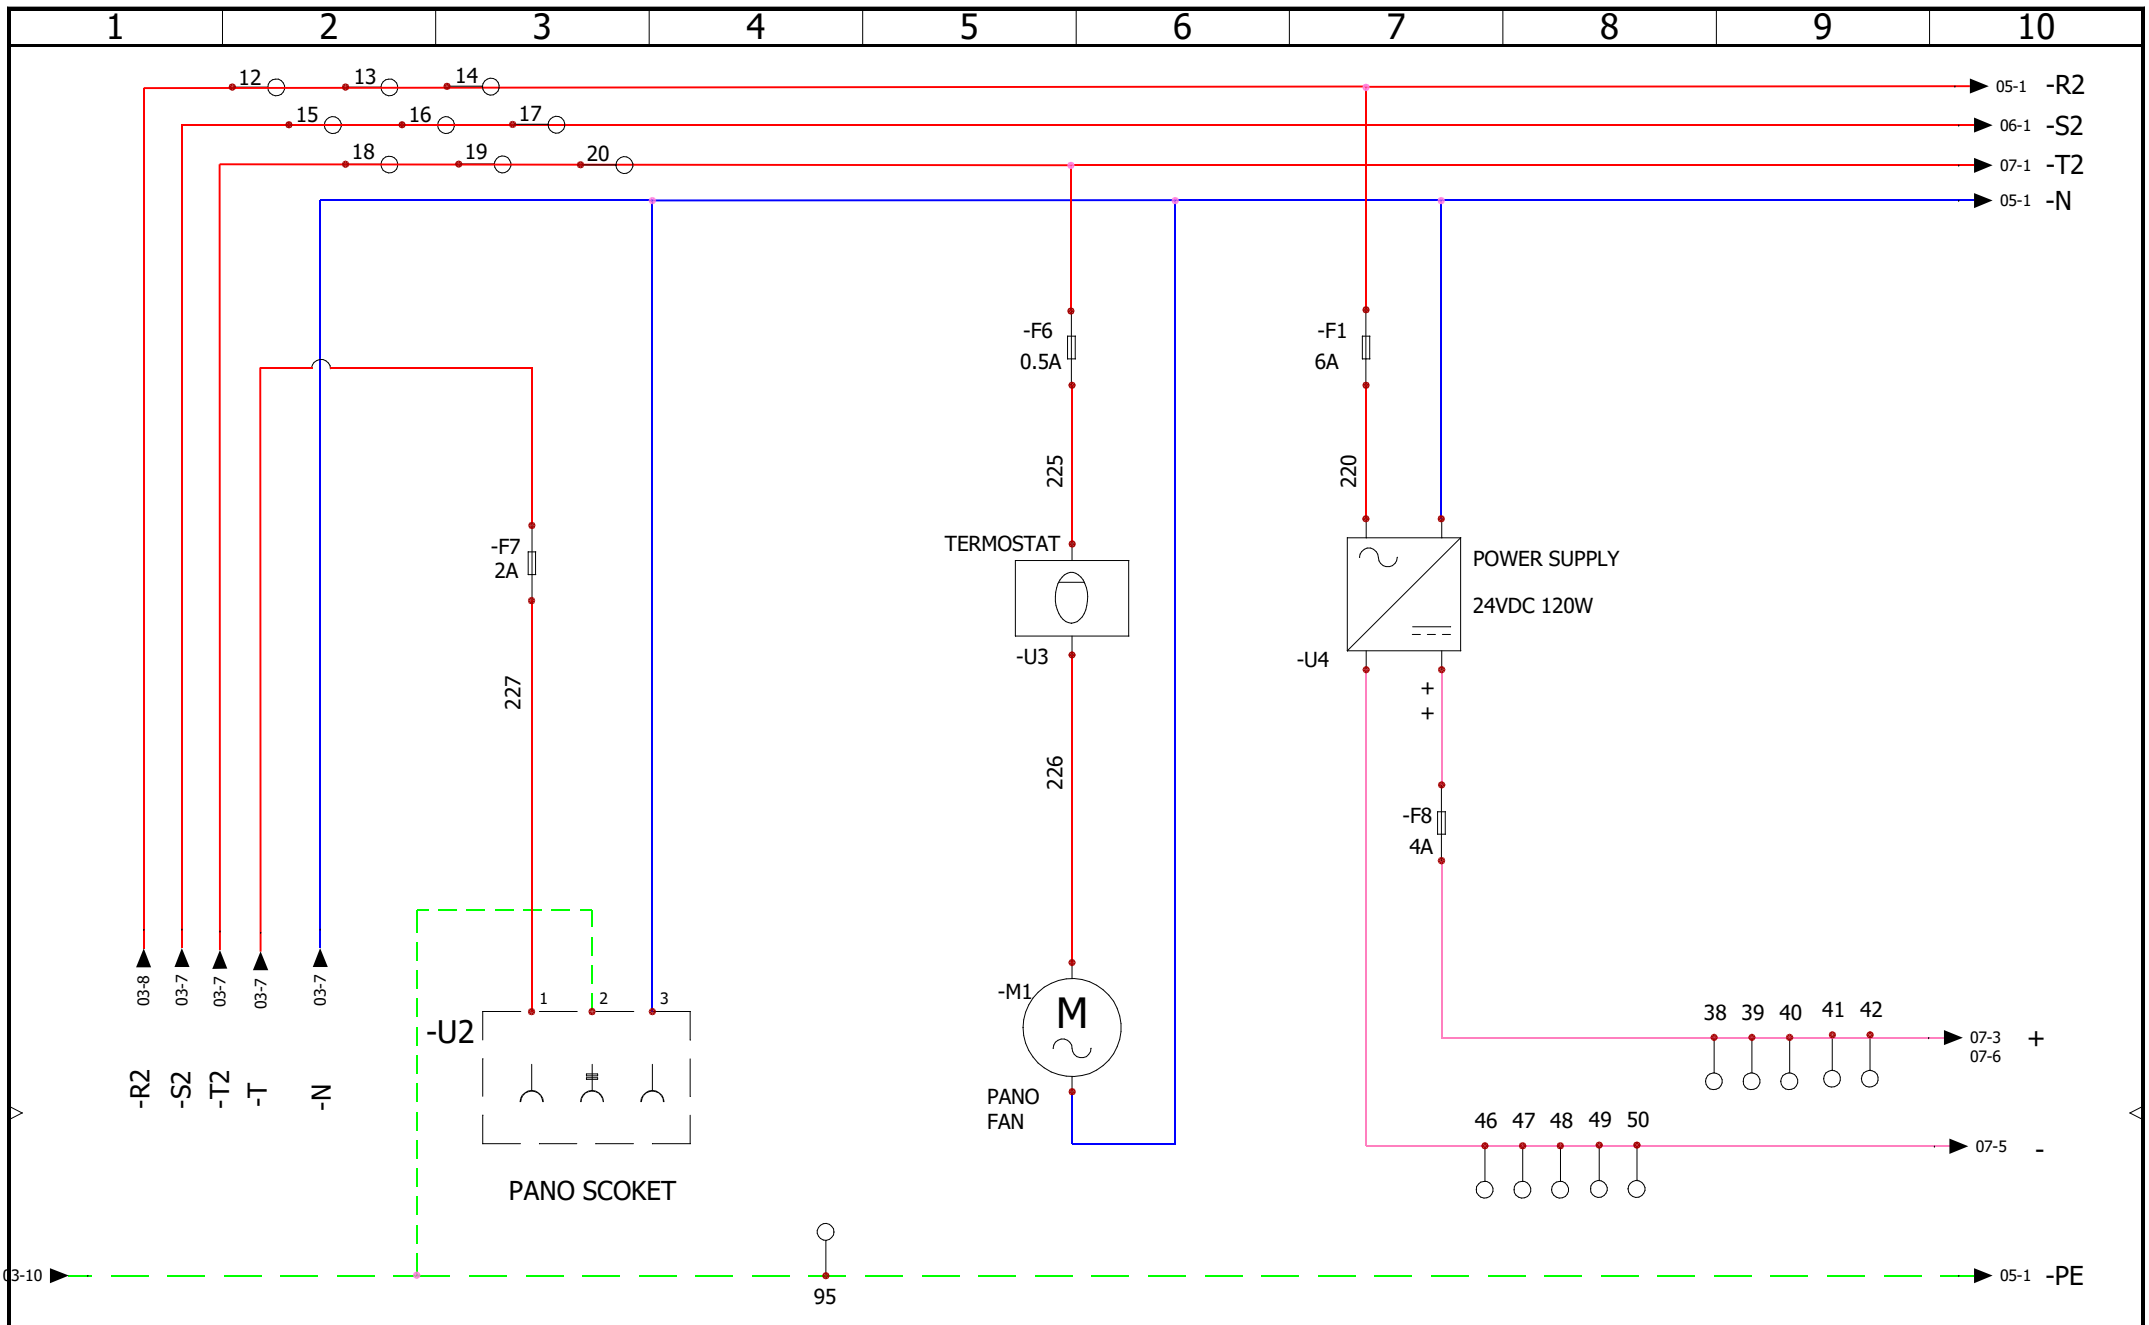 1 2 3 4 5 6 7 8 9 10
12 13 14 05-1 -R2
15 16 17 06-1 -S2
18 19 20 07-1 -T2
05-1 -N
-F6
0.5A
-F1
6A
225
220
-F7
2A
TERMOSTAT
-U3
POWER SUPPLY
24VDC 120W
-U4
+
+
227
226
-F8
4A
03-8 03-7 03-7 03-7 03-7
-R2 -S2 -T2 -T -N
1 2 3
-U2
PANO SCOKET
-M1
M
PANO
FAN
38 39 40 41 42
07-3 +
07-6
46 47 48 49 50
07-5 -
03-10
95
05-1 -PE